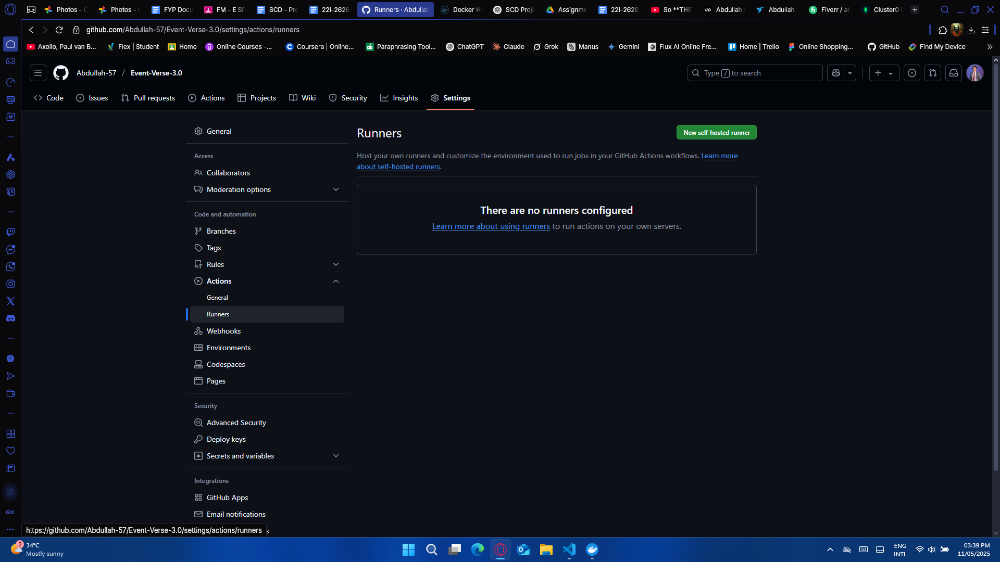 Photos - G
Photos - G
FYP Docu
FM - E SP
SCD - Pro
22I-2626
Runners · Abdullah
Docker H
SCD Proje
Assignme
22I-2626
So **THE
Abdullah
Abdullah
Fiverr / ab
Cluster0
github.com/Abdullah-57/Event-Verse-3.0/settings/actions/runners
Axollo, Paul van B...
Flex | Student
Home
Online Courses -...
Coursera | Online...
Paraphrasing Tool...
ChatGPT
Claude
Grok
Manus
Gemini
Flux AI Online Fre...
Home | Trello
Online Shopping...
GitHub
Find My Device
Abdullah-57 / Event-Verse-3.0
Type / to search
Code
Issues
Pull requests
Actions
Projects
Wiki
Security
Insights
Settings
General
Access
Collaborators
Moderation options
Code and automation
Branches
Tags
Rules
Actions
General
Runners
Webhooks
Environments
Codespaces
Pages
Security
Advanced Security
Deploy keys
Secrets and variables
Integrations
GitHub Apps
Email notifications
Runners
New self-hosted runner
Host your own runners and customize the environment used to run jobs in your GitHub Actions workflows. Learn more
about self-hosted runners.
There are no runners configured
Learn more about using runners to run actions on your own servers.
GX
https://github.com/Abdullah-57/Event-Verse-3.0/settings/actions/runners
2
34°C
Mostly sunny
ENG
INTL
03:39 PM
11/05/2025